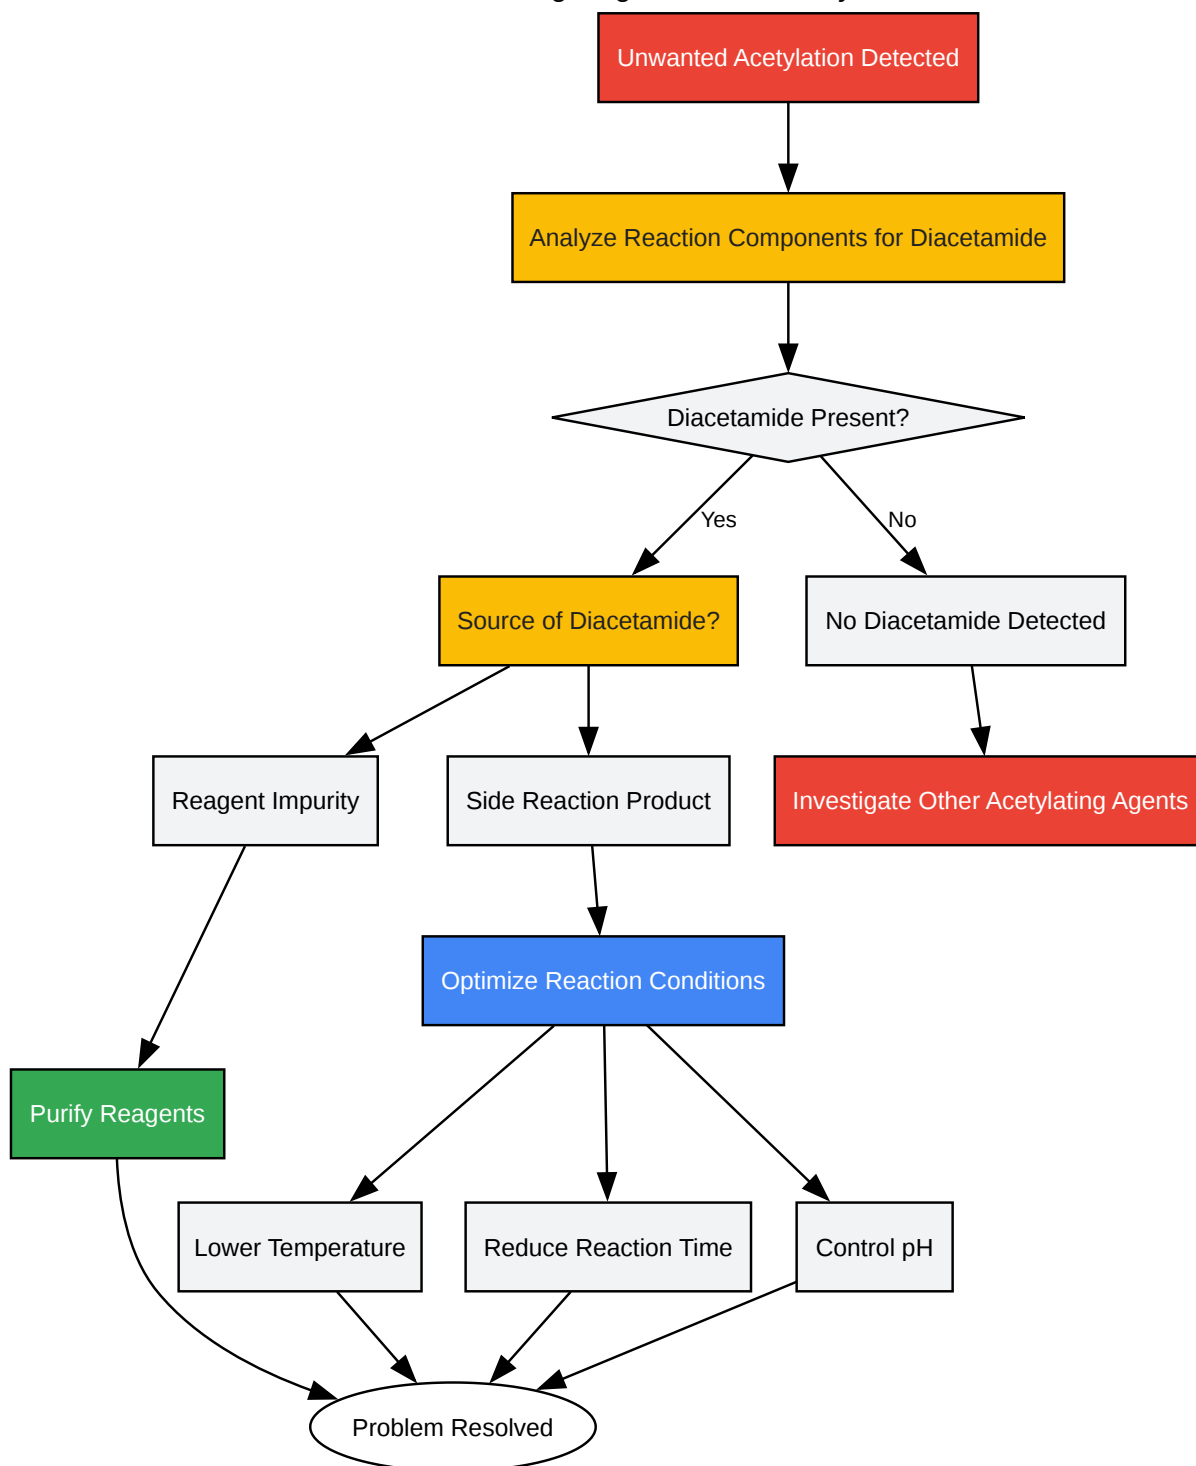 Unwanted Acetylation Detected
Analyze Reaction Components for Diacetamide
Diacetamide Present?
Yes
No
Source of Diacetamide?
No Diacetamide Detected
Reagent Impurity
Side Reaction Product
Investigate Other Acetylating Agents
Optimize Reaction Conditions
Purify Reagents
Lower Temperature
Reduce Reaction Time
Control pH
Problem Resolved